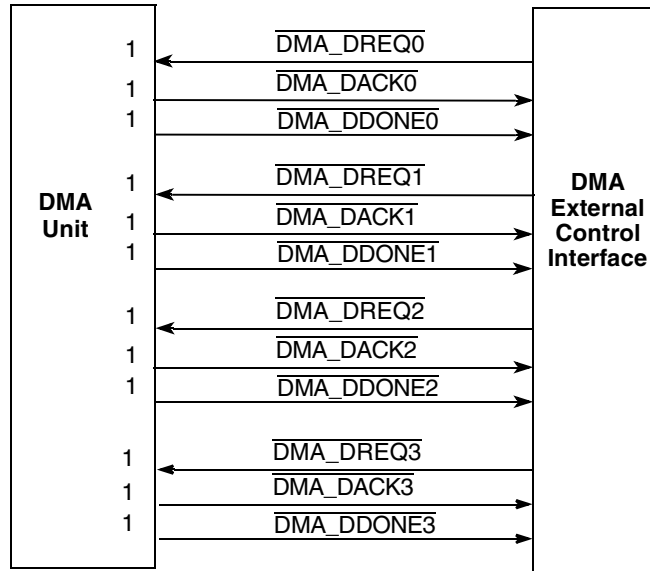 1 DMA_DREQ0
1 DMA_DACK0
1 DMA_DDONE0
1 DMA_DREQ1
DMA
Unit
1 DMA_DACK1
1 DMA_DDONE1
DMA
External
Control
Interface
1 DMA_DREQ2
1 DMA_DACK2
1 DMA_DDONE2
1 DMA_DREQ3
1 DMA_DACK3
1 DMA_DDONE3